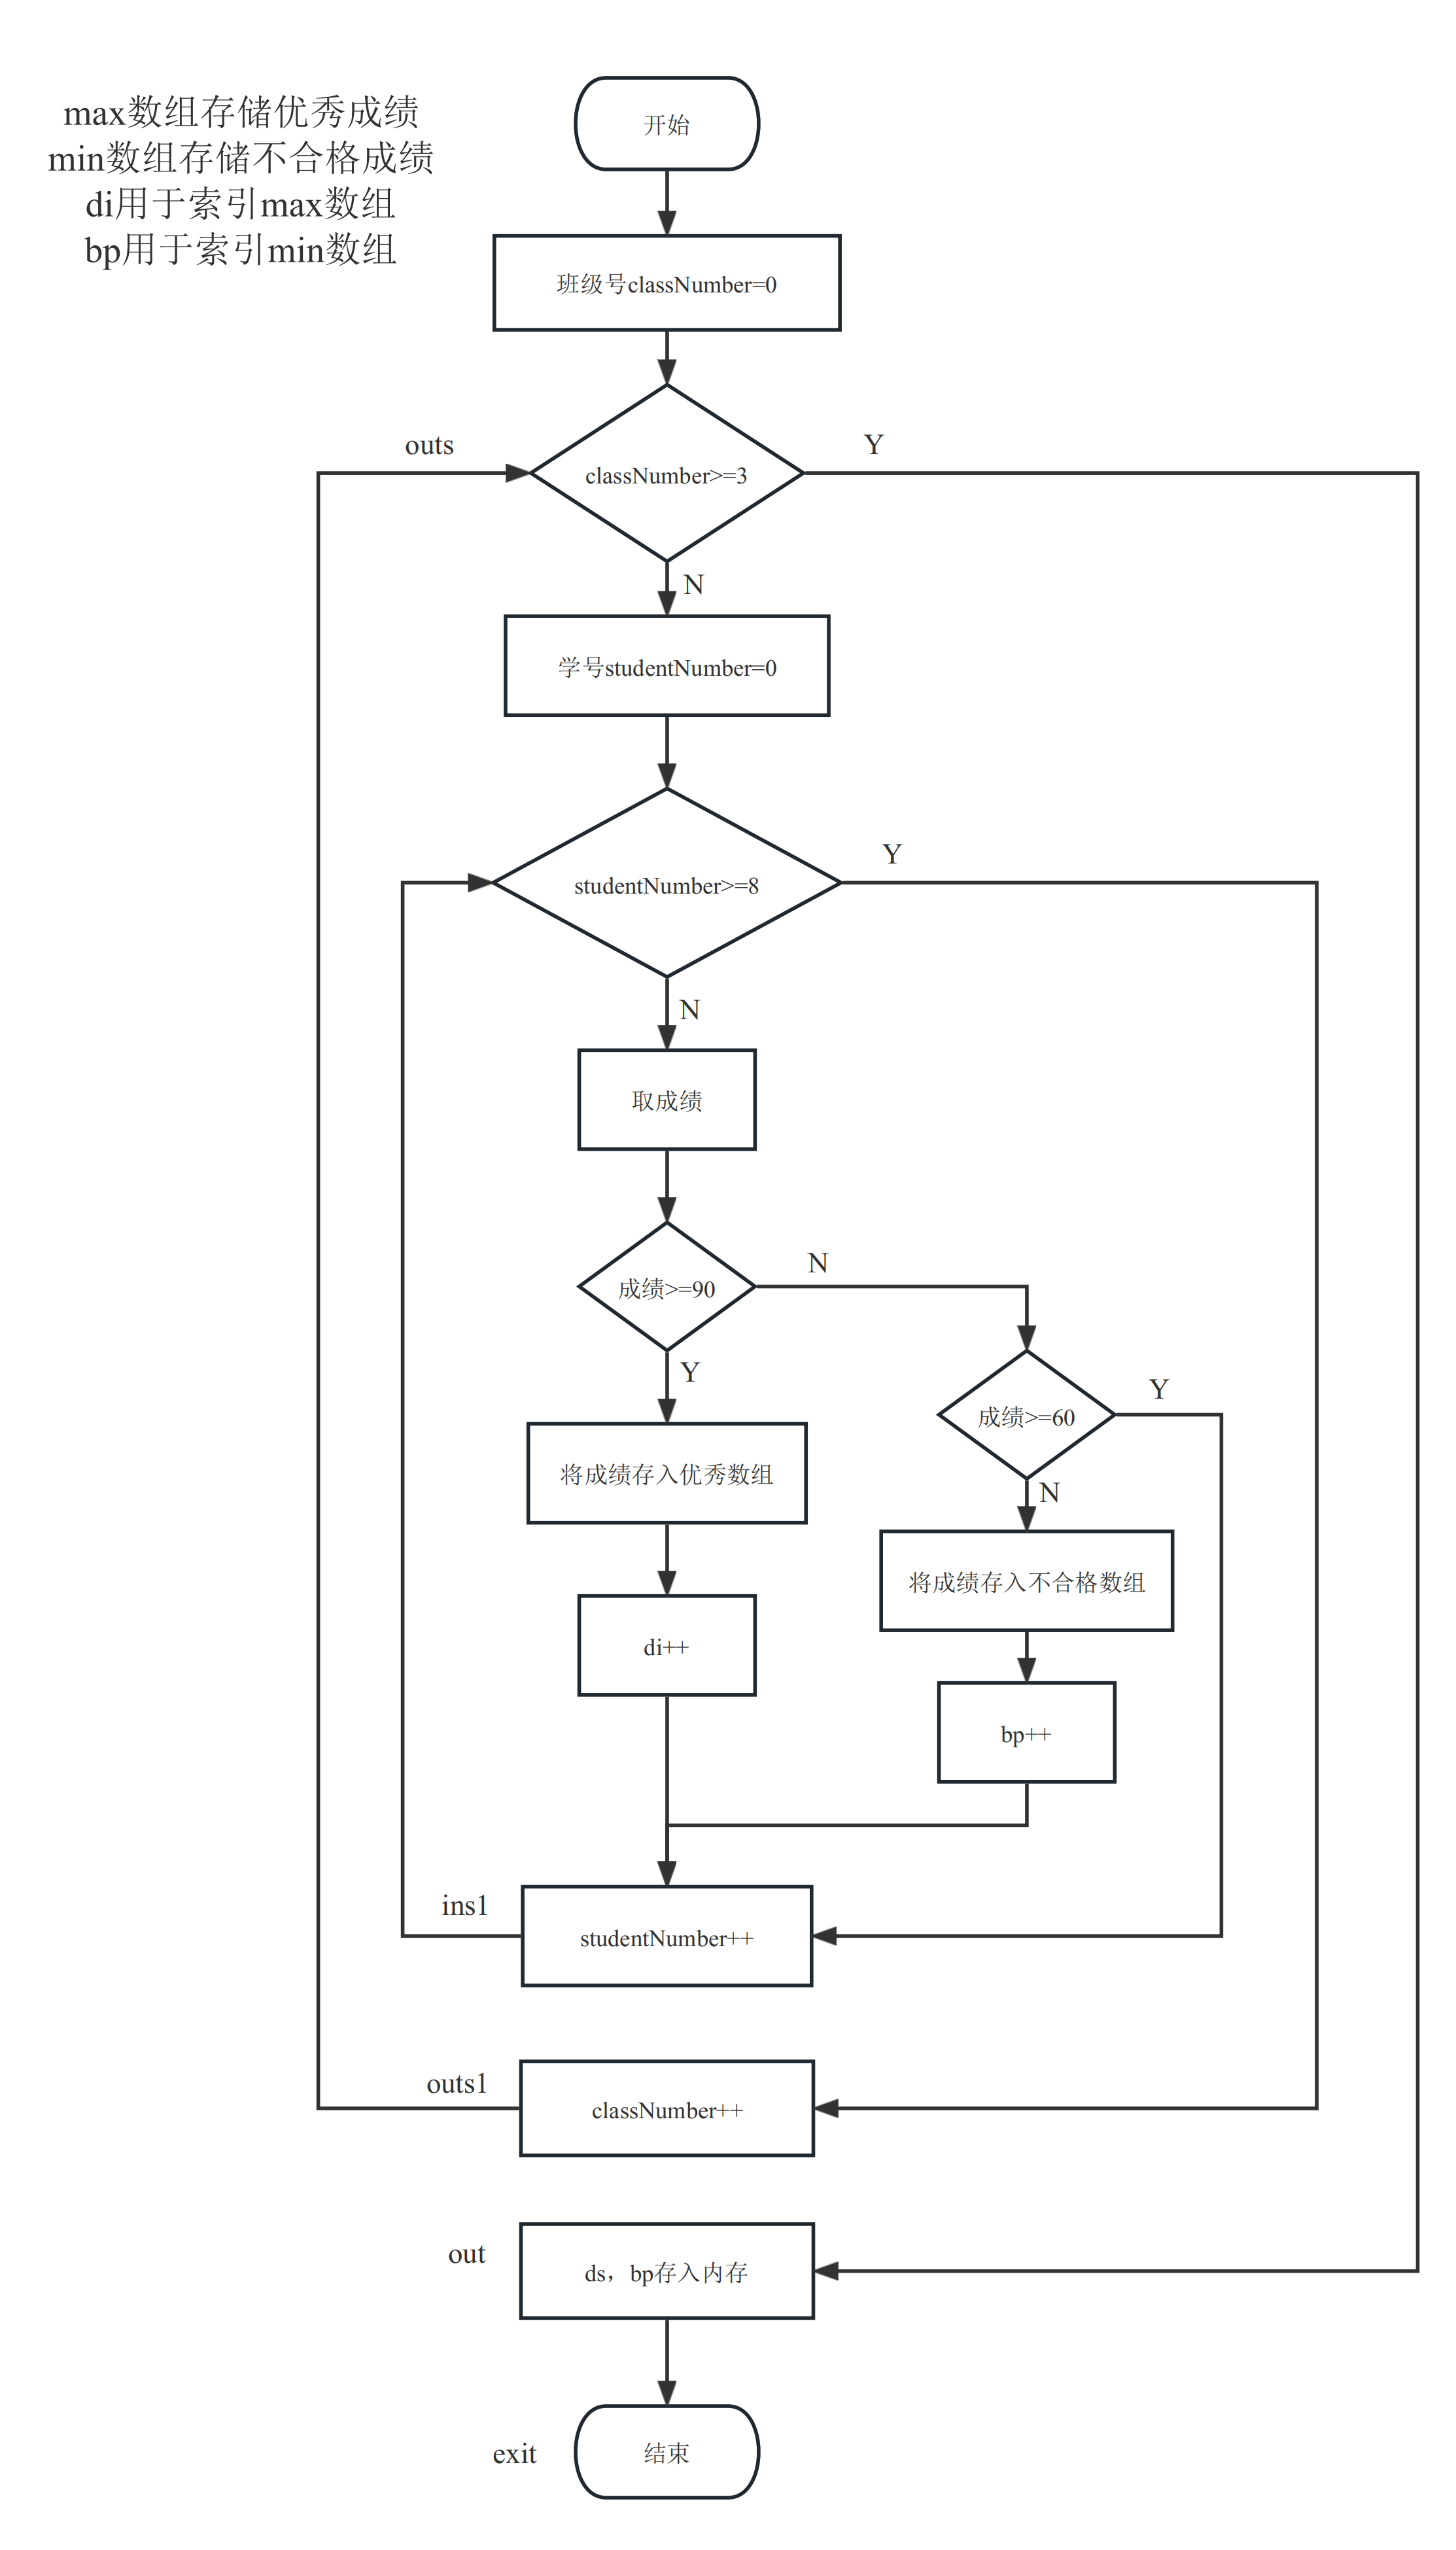 max数组存储优秀成绩
min数组存储不合格成绩
di用于索引max数组
bp用于索引min数组
开始
班级号classNumber=0
outs
classNumber>=3
Y
N
学号studentNumber=0
studentNumber>=8
Y
N
取成绩
成绩>=90
N
Y
成绩>=60
Y
N
将成绩存入优秀数组
将成绩存入不合格数组
di++
bp++
ins1
studentNumber++
outs1
classNumber++
out
ds，bp存入内存
exit
结束